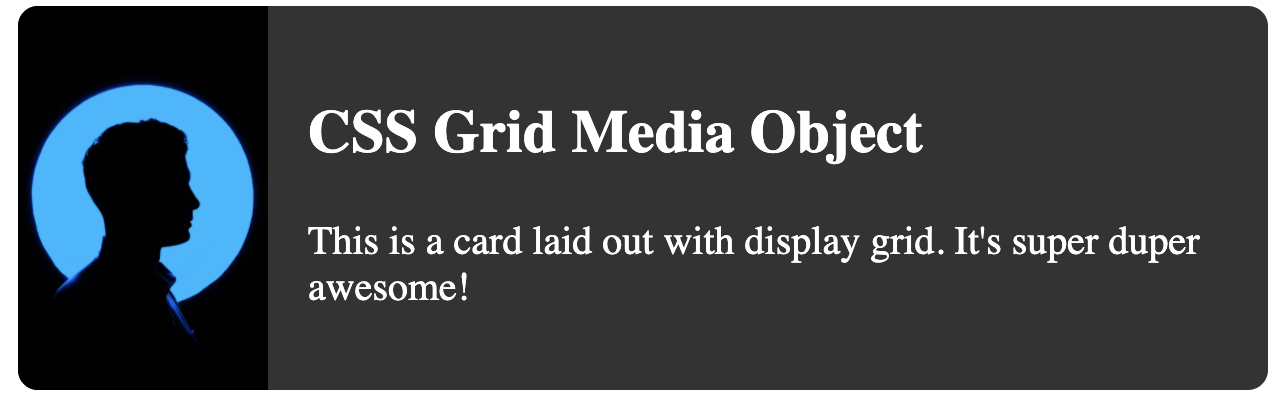 CSS Grid Media Object
This is a card laid out with display grid. It's super duper
awesome!